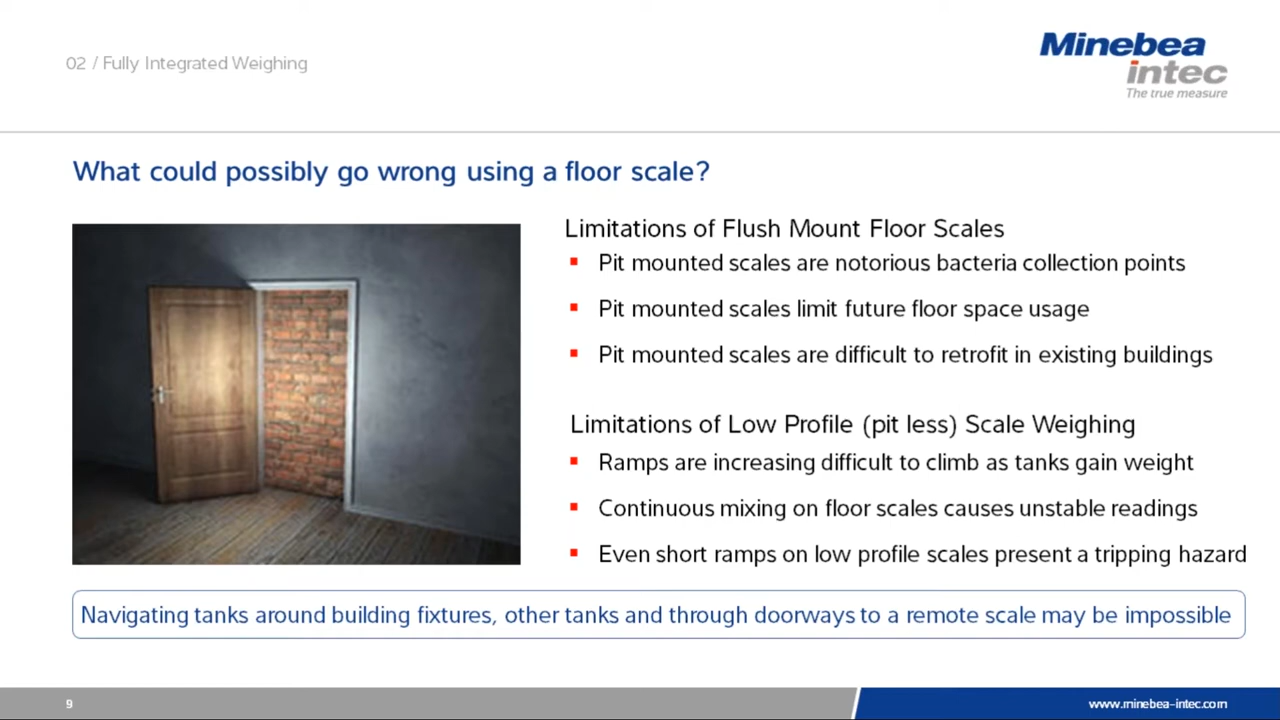 02 / Fully Integrated Weighing
Minebea
intec
The true measure
What could possibly go wrong using a floor scale?
Limitations of Flush Mount Floor Scales
▪ Pit mounted scales are notorious bacteria collection points
▪ Pit mounted scales limit future floor space usage
▪ Pit mounted scales are difficult to retrofit in existing buildings
Limitations of Low Profile (pit less) Scale Weighing
▪ Ramps are increasing difficult to climb as tanks gain weight
▪ Continuous mixing on floor scales causes unstable readings
▪ Even short ramps on low profile scales present a tripping hazard
Navigating tanks around building fixtures, other tanks and through doorways to a remote scale may be impossible
9
www.minebea-intec.com